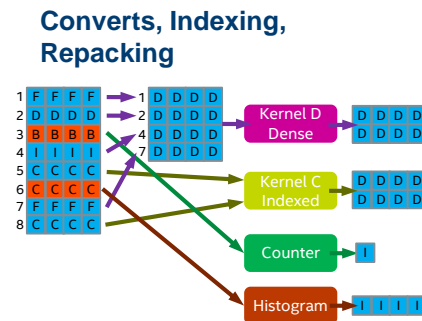 Converts, Indexing,
Repacking
1 F F F F
2 D D D D
3 B B B B
4 I I I I
5 C C C C
6 C C C C
7 F F F F
8 C C C C
1 D D D D
2 D D D D
4 D D D D
7 D D D D
Kernel D
Dense
D D D D
D D D D
Kernel C
Indexed
D D D D
D D D D
Counter
I
Histogram
I I I I